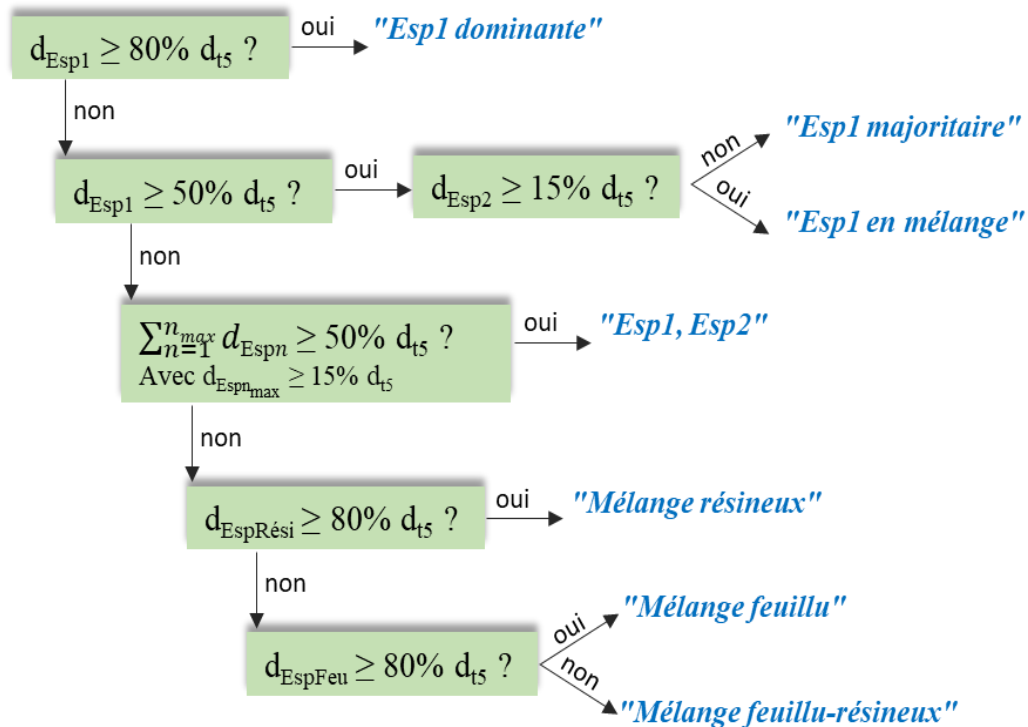 d_Esp1 ≥ 80% d_t5 ?
oui
"Esp1 dominante"
non
d_Esp1 ≥ 50% d_t5 ?
oui
d_Esp2 ≥ 15% d_t5 ?
non
"Esp1 majoritaire"
oui
"Esp1 en mélange"
non
∑_{n=1}^{n_max} d_Espn ≥ 50% d_t5 ?
Avec d_Espn_max ≥ 15% d_t5
oui
"Esp1, Esp2"
non
d_EspRési ≥ 80% d_t5 ?
oui
"Mélange résineux"
non
d_EspFeu ≥ 80% d_t5 ?
oui
"Mélange feuillu"
non
"Mélange feuillu-résineux"